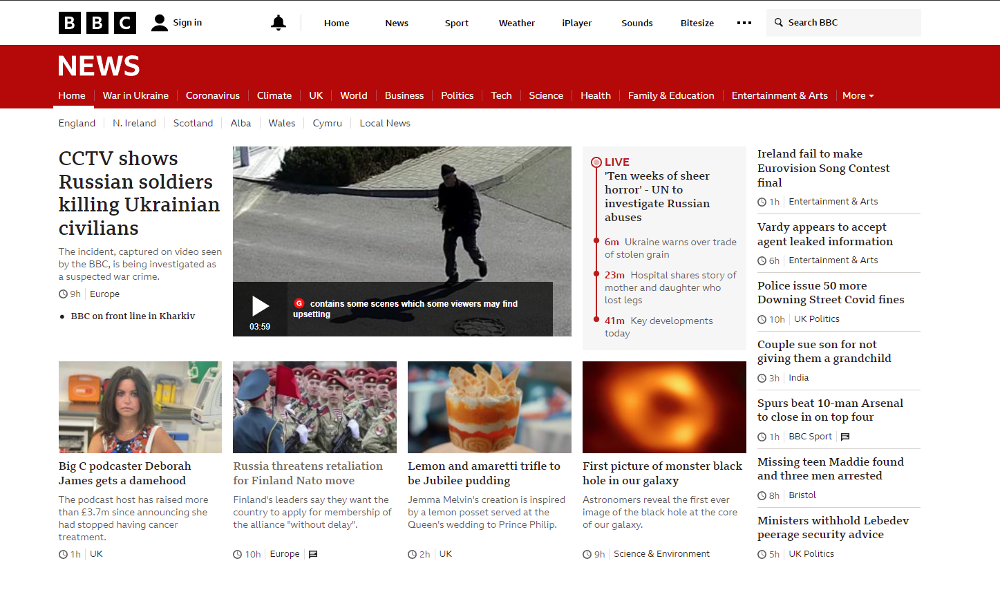 BBC
Sign in
Home
News
Sport
Weather
iPlayer
Sounds
Bitesize
Search BBC
NEWS
Home
War in Ukraine
Coronavirus
Climate
UK
World
Business
Politics
Tech
Science
Health
Family & Education
Entertainment & Arts
More
England
N. Ireland
Scotland
Alba
Wales
Cymru
Local News
CCTV shows
Russian soldiers
killing Ukrainian
civilians
The incident, captured on video seen
by the BBC, is being investigated as
a suspected war crime.
9h
Europe
BBC on front line in Kharkiv
03:59
G contains some scenes which some viewers may find
upsetting
LIVE
'Ten weeks of sheer
horror' - UN to
investigate Russian
abuses
6m Ukraine warns over trade
of stolen grain
23m Hospital shares story of
mother and daughter who
lost legs
41m Key developments
today
Ireland fail to make
Eurovision Song Contest
final
1h
Entertainment & Arts
Vardy appears to accept
agent leaked information
6h
Entertainment & Arts
Police issue 50 more
Downing Street Covid fines
10h
UK Politics
Couple sue son for not
giving them a grandchild
3h
India
Spurs beat 10-man Arsenal
to close in on top four
1h
BBC Sport
Missing teen Maddie found
and three men arrested
8h
Bristol
Ministers withhold Lebedev
peerage security advice
5h
UK Politics
Big C podcaster Deborah
James gets a damehood
The podcast host has raised more
than £3.7m since announcing she
had stopped having cancer
treatment.
1h
UK
Russia threatens retaliation
for Finland Nato move
Finland's leaders say they want the
country to apply for membership of
the alliance "without delay".
10h
Europe
Lemon and amaretti trifle to
be Jubilee pudding
Jemma Melvin's creation is inspired
by a lemon posset served at the
Queen's wedding to Prince Philip.
2h
UK
First picture of monster black
hole in our galaxy
Astronomers reveal the first ever
image of the black hole at the core
of our galaxy.
9h
Science & Environment